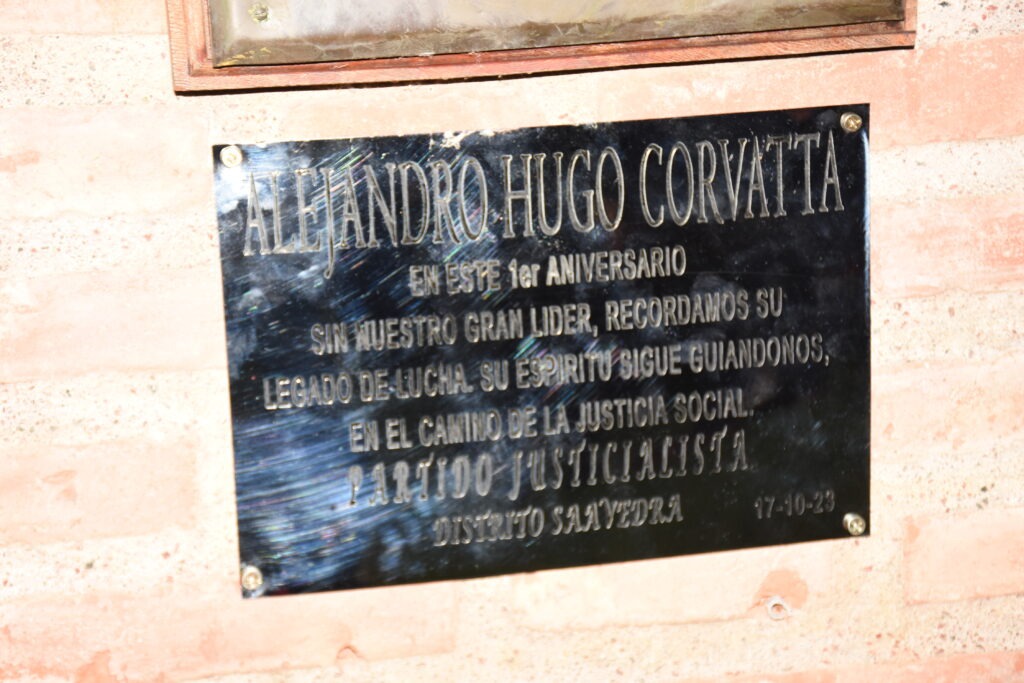 ALEJANDRO HUGO CORVATTA
EN ESTE 1er ANIVERSARIO
SIN NUESTRO GRAN LIDER, RECORDAMOS SU
LEGADO DE LUCHA. SU ESPIRITU SIGUE GUIANDONOS,
EN EL CAMINO DE LA JUSTICIA SOCIAL.
PARTIDO JUSTICIALISTA
DISTRITO SAAVEDRA 17-10-23